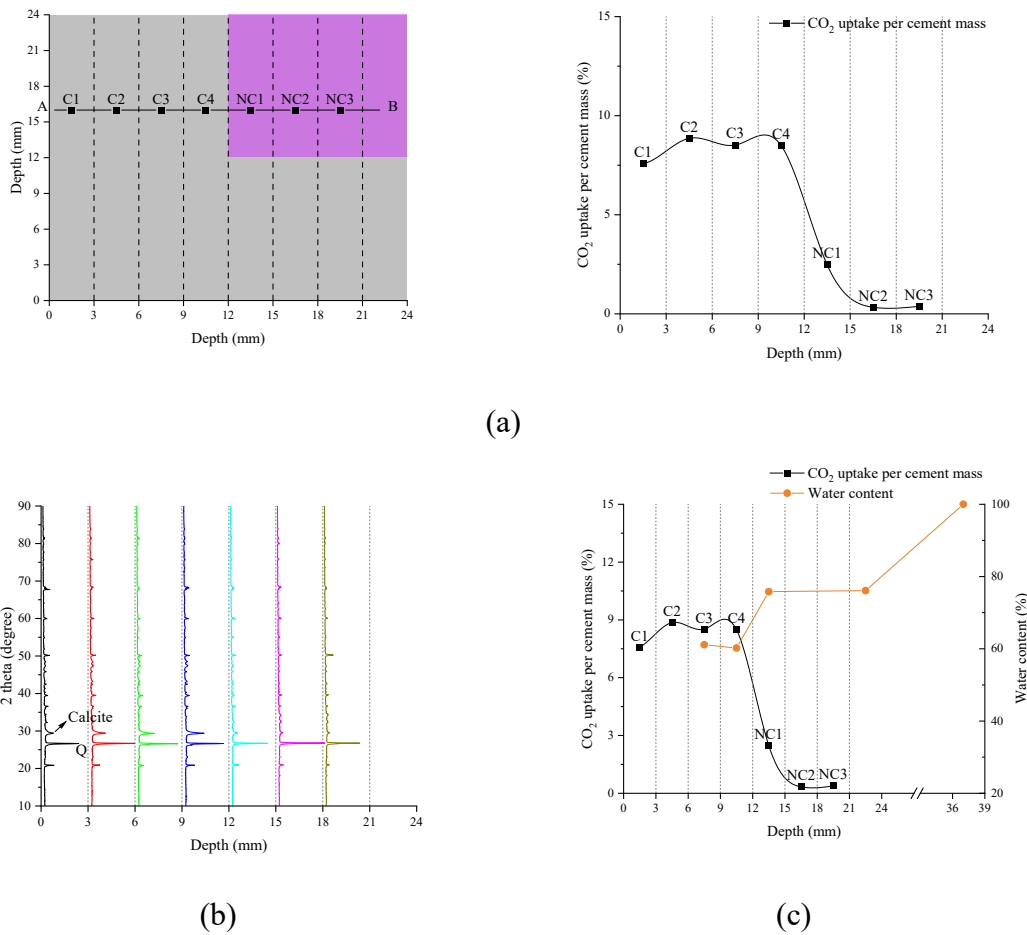 24
21
18
15
12
9
6
3
0
Depth (mm)
A C1 C2 C3 C4 NC1 NC2 NC3 B
0 3 6 9 12 15 18 21 24
Depth (mm)
CO₂ uptake per cement mass
15
10
5
0
CO₂ uptake per cement mass (%)
C1 C2 C3 C4 NC1 NC2 NC3
0 3 6 9 12 15 18 21 24
Depth (mm)
(a)
90
80
70
60
50
40
30
20
10
2 theta (degree)
Calcite
Q
0 3 6 9 12 15 18 21 24
Depth (mm)
(b)
CO₂ uptake per cement mass
Water content
15
12
9
6
3
0
CO₂ uptake per cement mass (%)
C1 C2 C3 C4 NC1 NC2 NC3
100
80
60
40
20
Water content (%)
0 3 6 9 12 15 18 21 24 36 39
Depth (mm)
(c)